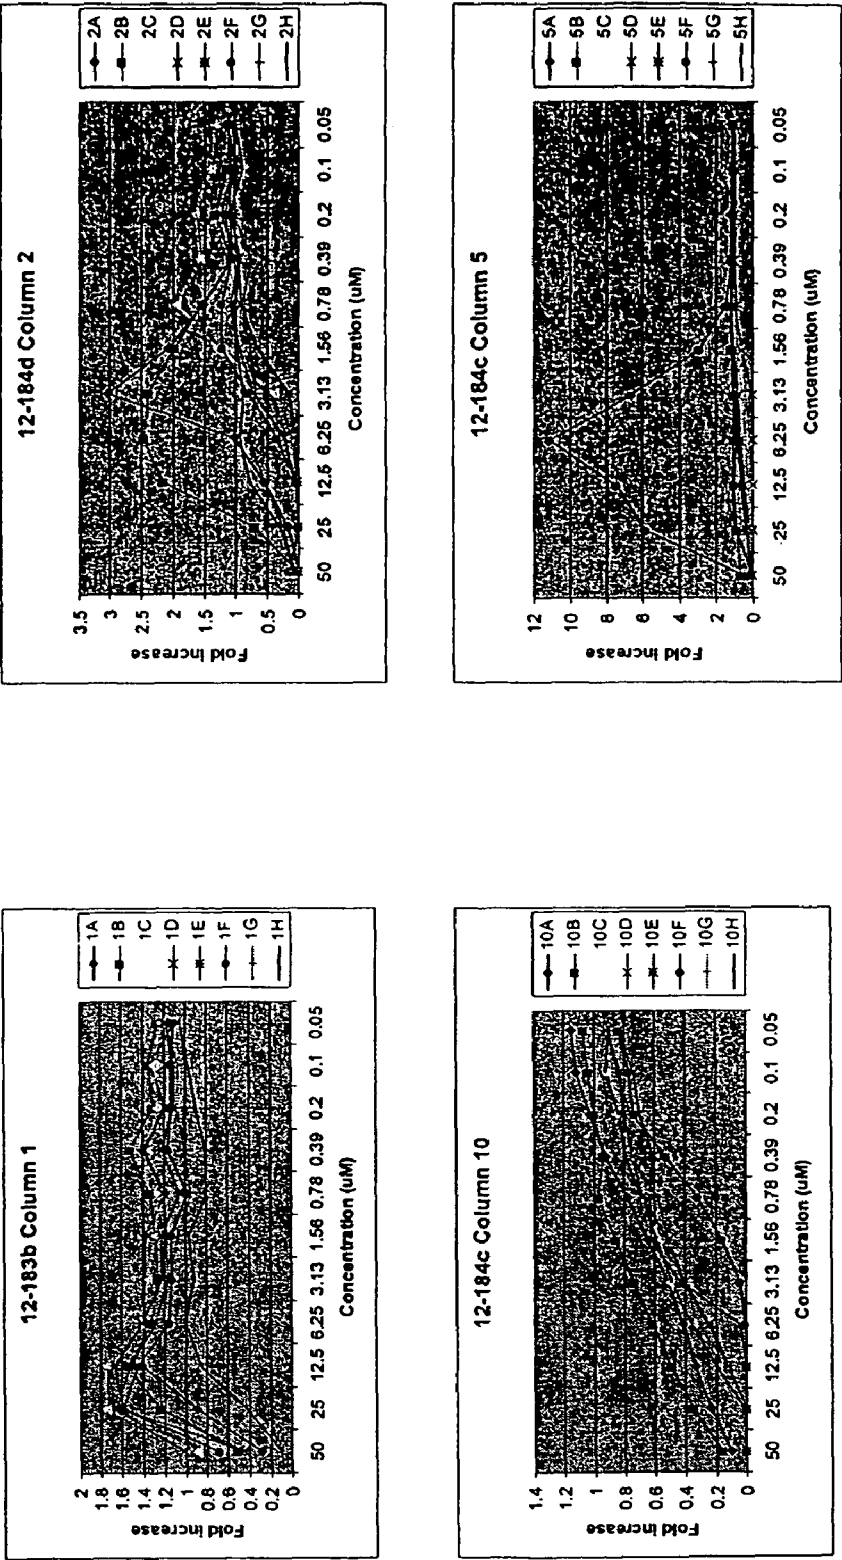 12-183b Column 1
2
1.8
1.6
1.4
1.2
1
0.8
0.6
0.4
0.2
0
Fold increase
50 25 12.5 6.25 3.13 1.56 0.78 0.39 0.2 0.1 0.05
Concentration (uM)
1A
1B
1C
1D
1E
1F
1G
1H
12-184d Column 2
3.5
3
2.5
2
1.5
1
0.5
0
Fold increase
50 25 12.5 6.25 3.13 1.56 0.78 0.39 0.2 0.1 0.05
Concentration (uM)
2A
2B
2C
2D
2E
2F
2G
2H
12-184c Column 10
1.4
1.2
1
0.8
0.6
0.4
0.2
0
Fold increase
50 25 12.5 6.25 3.13 1.56 0.78 0.39 0.2 0.1 0.05
Concentration (uM)
10A
10B
10C
10D
10E
10F
10G
10H
12-184c Column 5
12
10
8
6
4
2
0
Fold increase
50 25 12.5 6.25 3.13 1.56 0.78 0.39 0.2 0.1 0.05
Concentration (uM)
5A
5B
5C
5D
5E
5F
5G
5H